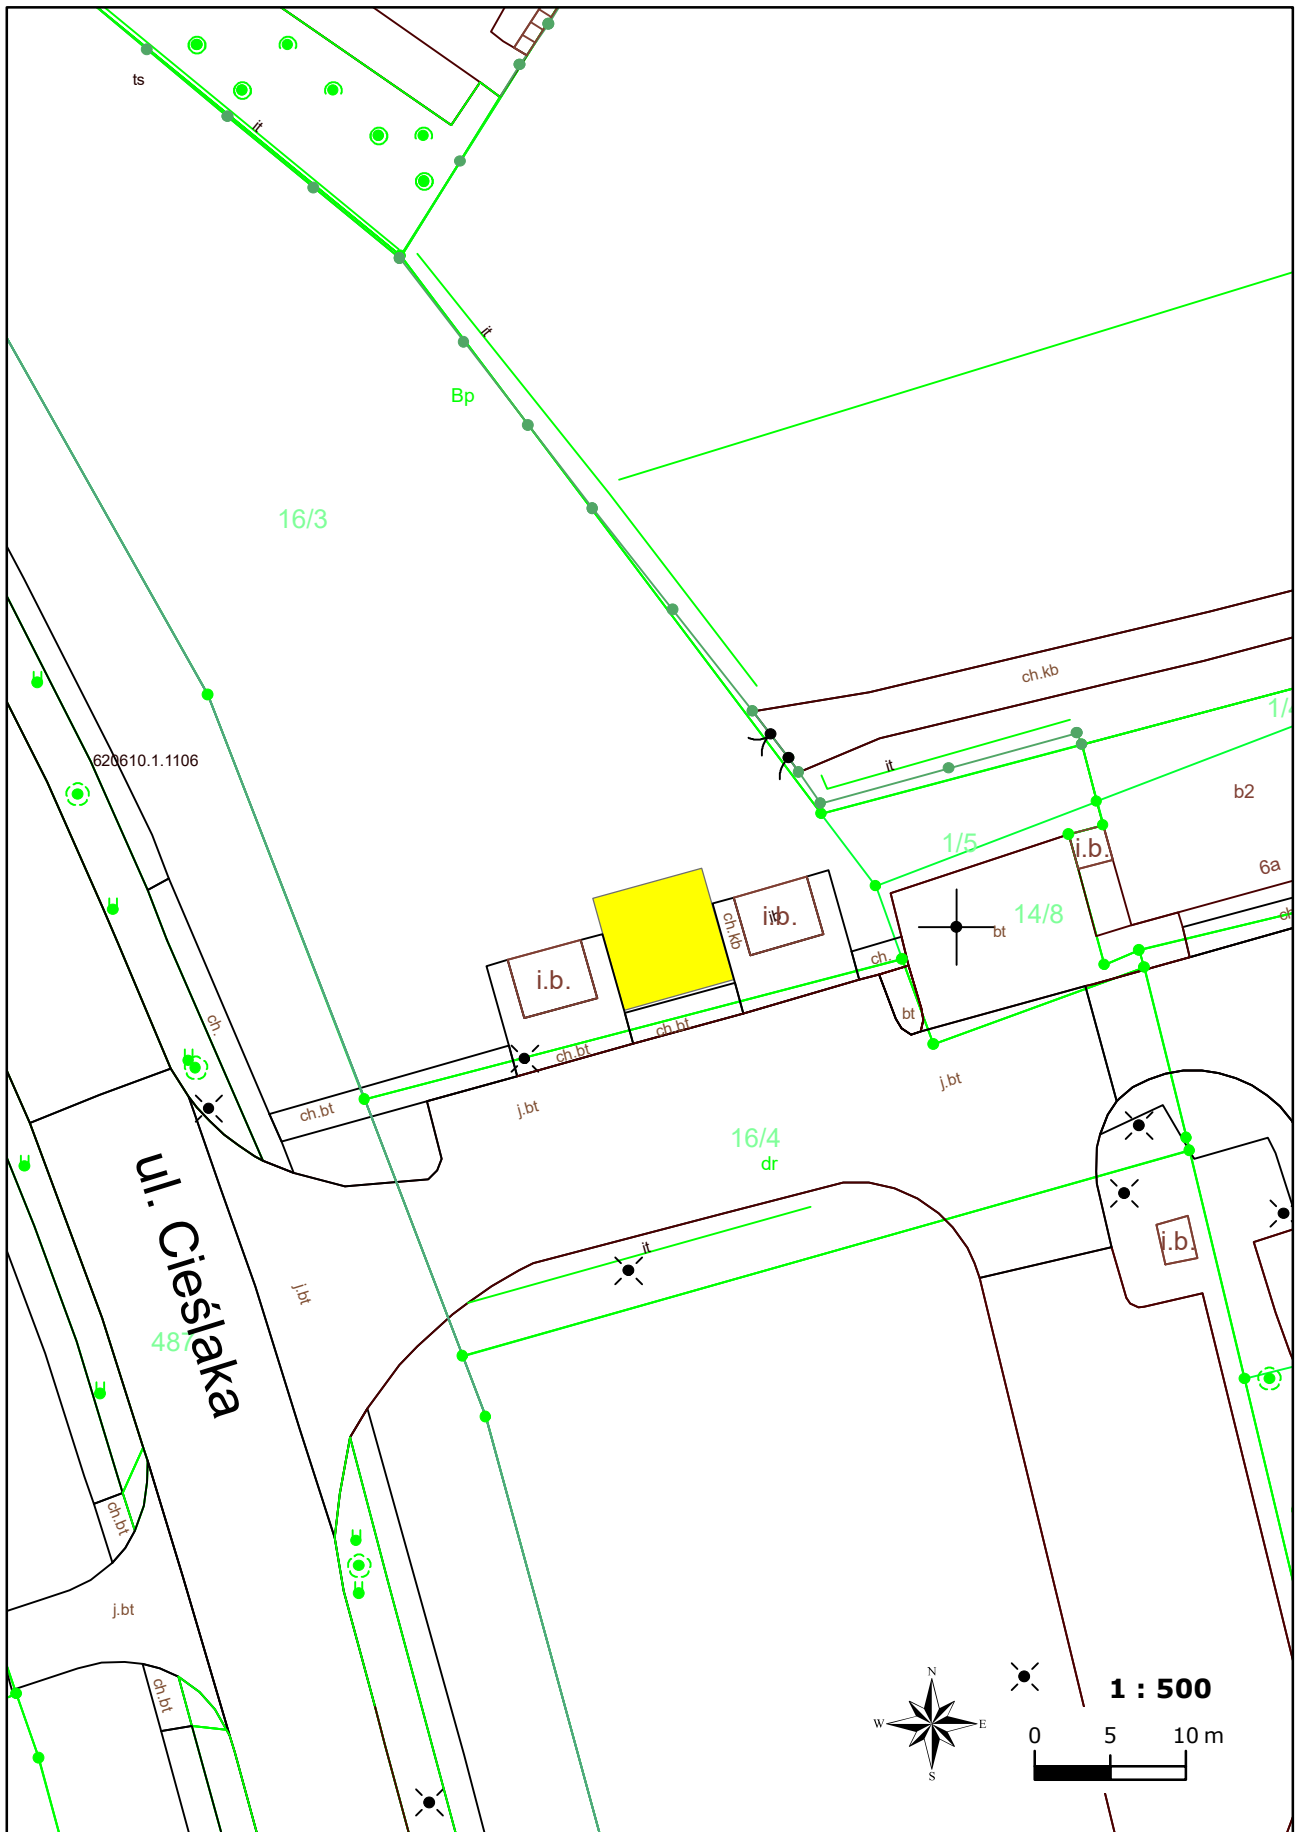 ts
it
it
Bp
16/3
ch.kb
1/4
620610.1.1106
it
b2
1/5
i.b.
6a
14/8
bt
ch.kb
i.b.
ch.
i.b.
bt
ch.
ch.bt
ch.bt
ch.bt
j.bt
j.bt
16/4
dr
ul. Cieślaka
i.b.
it
j.bt
487
ch.bt
j.bt
ch.bt
N
W
E
S
1 : 500
0 5 10 m